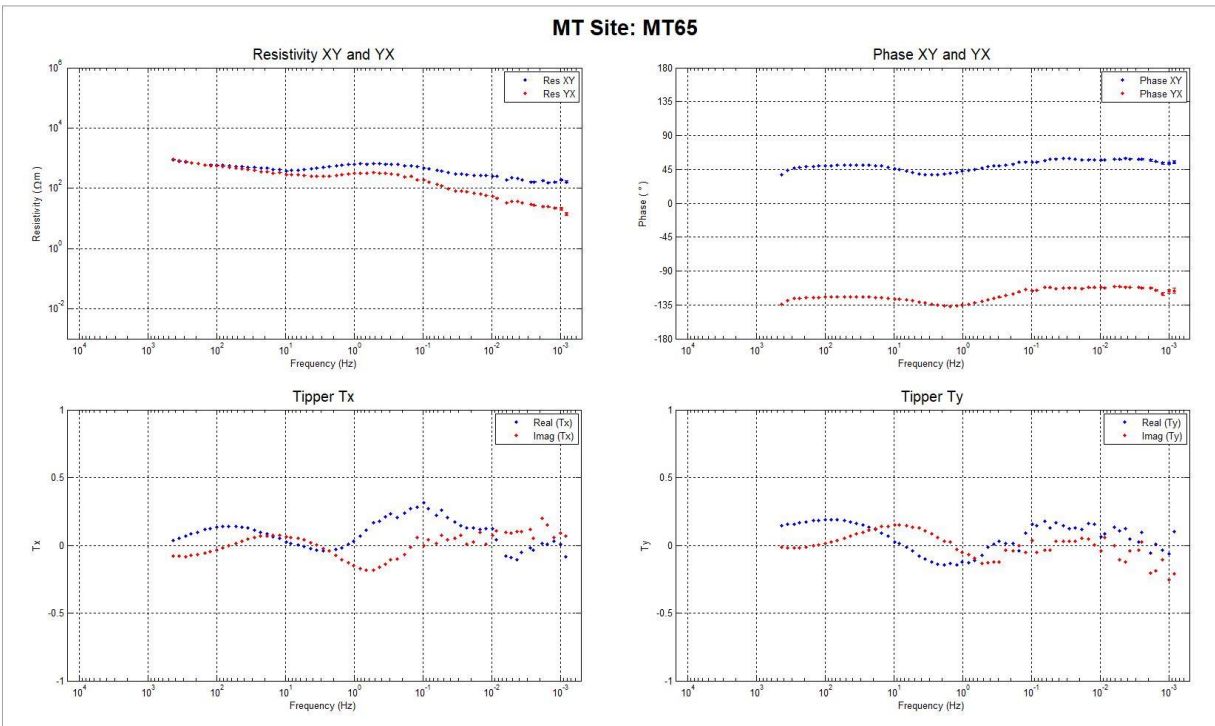 MT Site: MT65
Resistivity XY and YX
10^6
10^4
10^2
10^0
10^-2
Resistivity (Ωm)
Res XY
Res YX
10^4 10^3 10^2 10^1 10^0 10^-1 10^-2 10^-3
Frequency (Hz)
Phase XY and YX
180
135
90
45
0
-45
-90
-135
-180
Phase (°)
Phase XY
Phase YX
10^4 10^3 10^2 10^1 10^0 10^-1 10^-2 10^-3
Frequency (Hz)
Tipper Tx
1
0.5
0
-0.5
-1
Tx
Real (Tx)
Imag (Tx)
10^4 10^3 10^2 10^1 10^0 10^-1 10^-2 10^-3
Frequency (Hz)
Tipper Ty
1
0.5
0
-0.5
-1
Ty
Real (Ty)
Imag (Ty)
10^4 10^3 10^2 10^1 10^0 10^-1 10^-2 10^-3
Frequency (Hz)